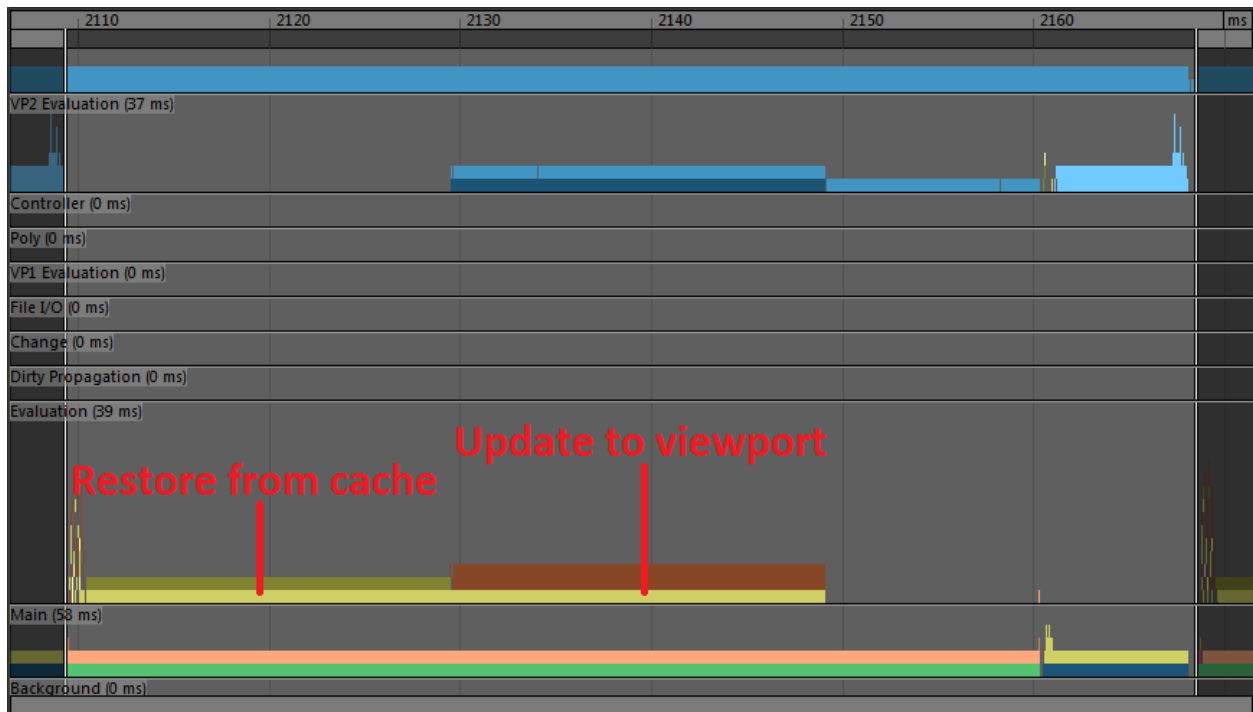 2110 2120 2130 2140 2150 2160 ms
VP2 Evaluation (37 ms)
Controller (0 ms)
Poly (0 ms)
VP1 Evaluation (0 ms)
File I/O (0 ms)
Change (0 ms)
Dirty Propagation (0 ms)
Evaluation (39 ms)
Update to viewport
Restore from cache
Main (58 ms)
Background (0 ms)